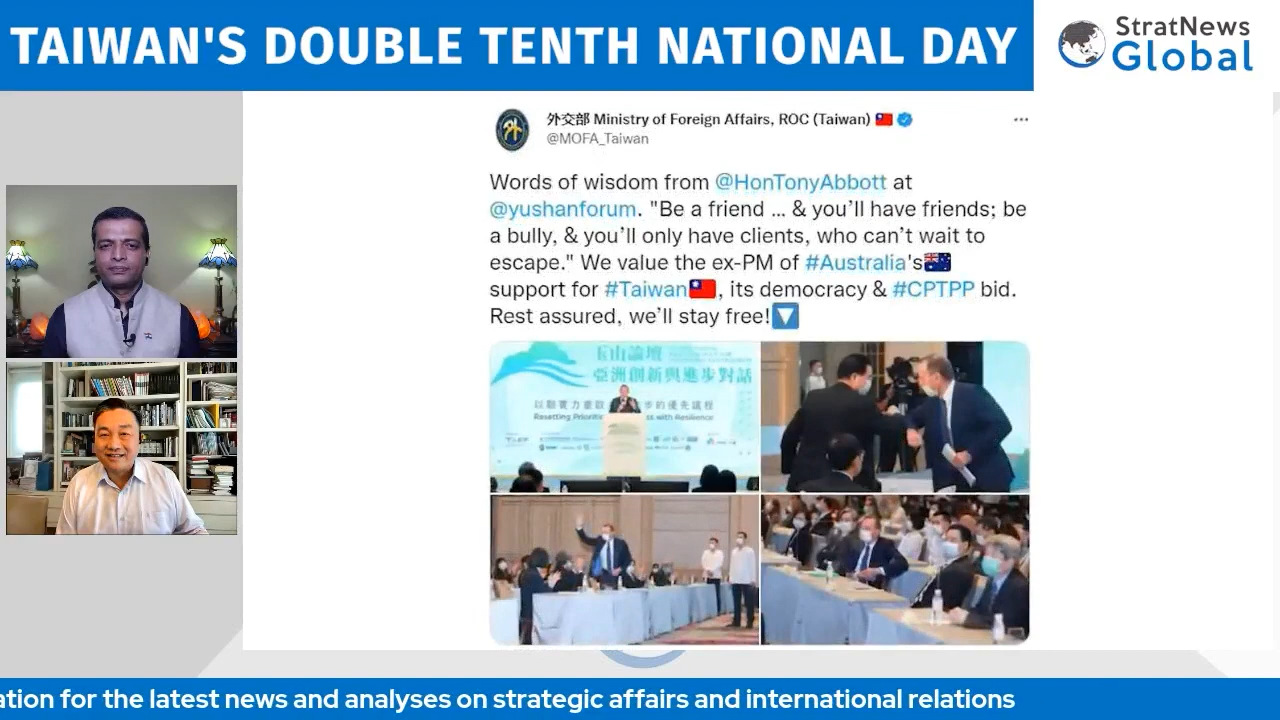 TAIWAN'S DOUBLE TENTH NATIONAL DAY
StratNews
Global
外交部 Ministry of Foreign Affairs, ROC (Taiwan) 🇹🇼
@MOFA_Taiwan
Words of wisdom from @HonTonyAbbott at
@yushanforum. "Be a friend ... & you'll have friends; be
a bully, & you'll only have clients, who can't wait to
escape." We value the ex-PM of #Australia's🇦🇺
support for #Taiwan🇹🇼, its democracy & #CPTPP bid.
Rest assured, we'll stay free!🔽
玉山論壇
亞洲創新與進步對話
Resetting with Resilience
ation for the latest news and analyses on strategic affairs and international relations